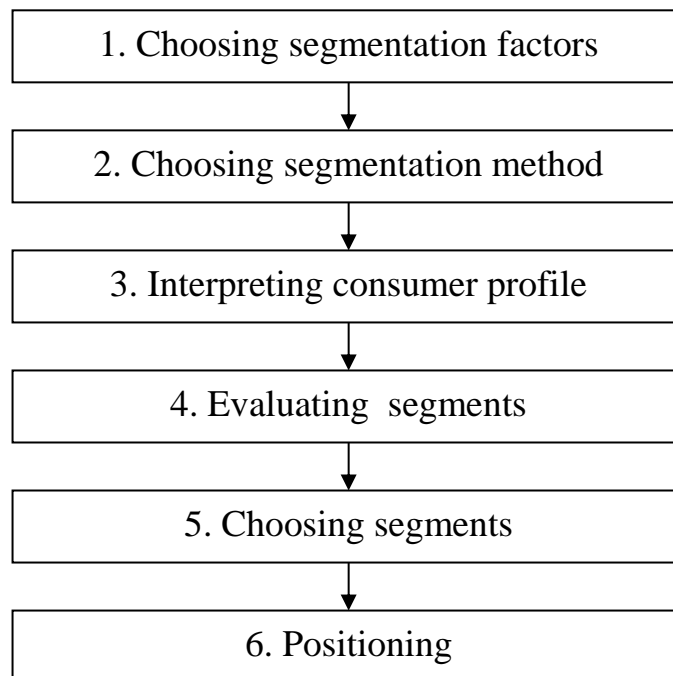 1. Choosing segmentation factors
2. Choosing segmentation method
3. Interpreting consumer profile
4. Evaluating segments
5. Choosing segments
6. Positioning